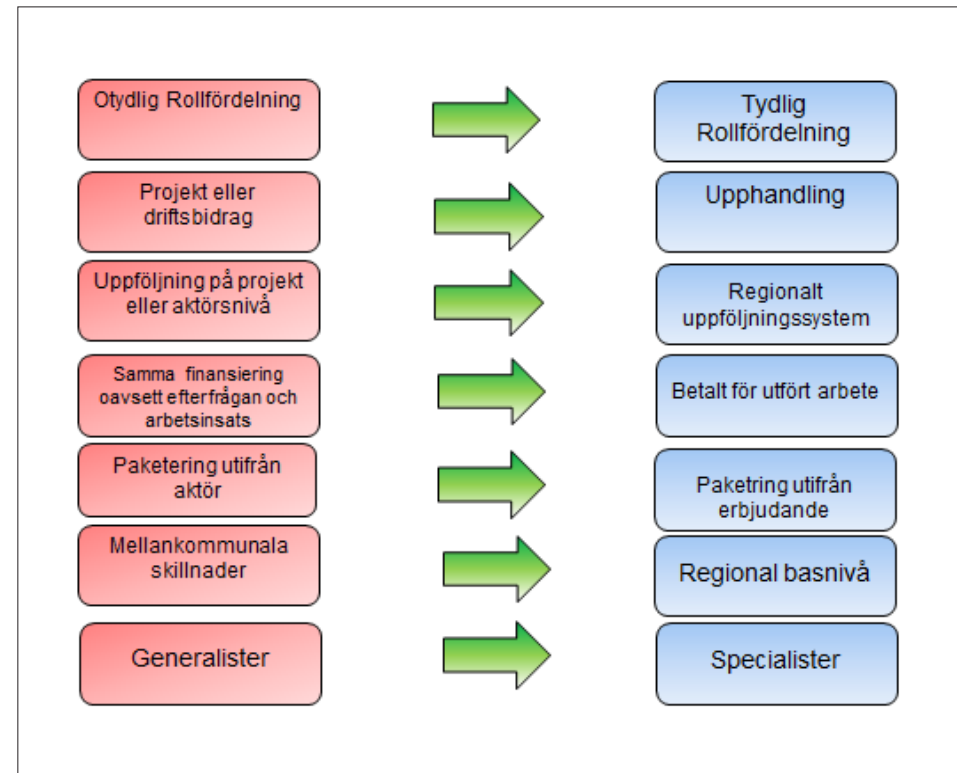 Otydlig Rollfördelning
Tydlig
Rollfördelning
Projekt eller
driftsbidrag
Upphandling
Uppföljning på projekt
eller aktörsnivå
Regionalt
uppföljningssystem
Samma finansiering
oavsett efterfrågan och
arbetsinsats
Betalt för utfört arbete
Paketering utifrån
aktör
Paketring utifrån
erbjudande
Mellankommunala
skillnader
Regional basnivå
Generalister
Specialister